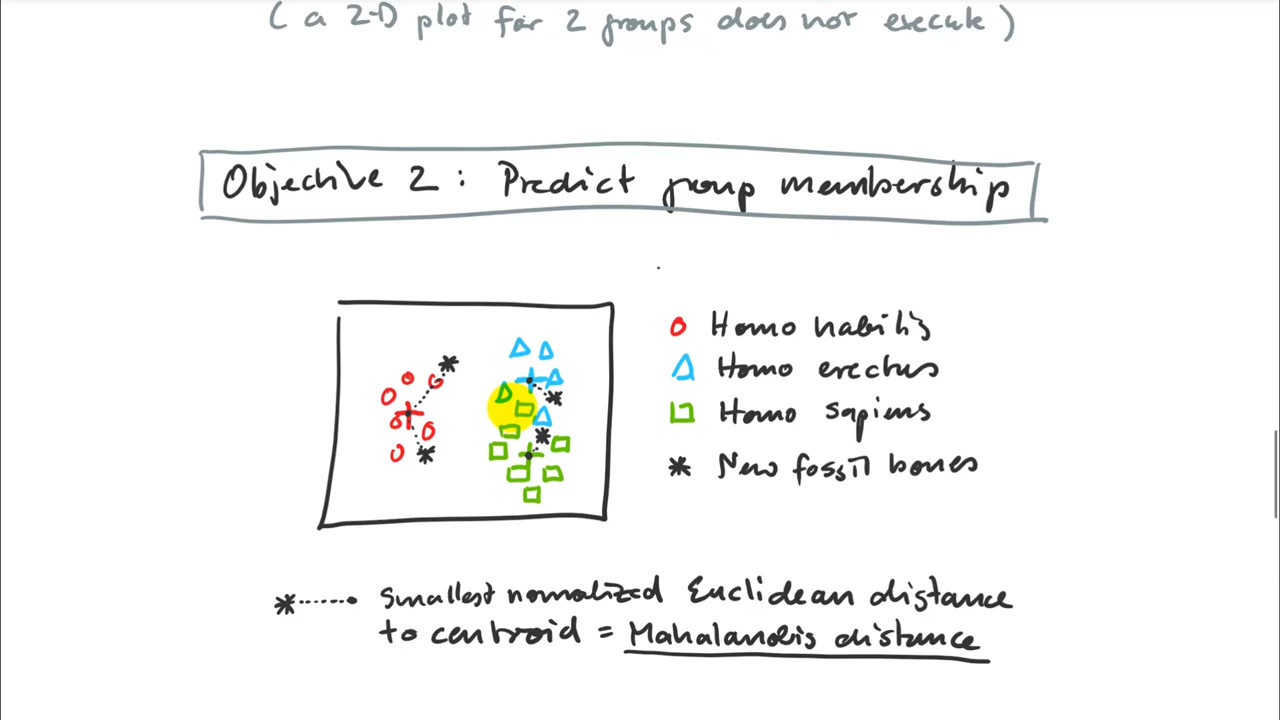 ( a 2-D plot for 2 groups does not execute )
Objective 2 : Predict group membership
Homo habilis
Homo erectus
Homo sapiens
New fossil bones
smallest normalized Euclidean distance
to centroid = Mahalanobis distance